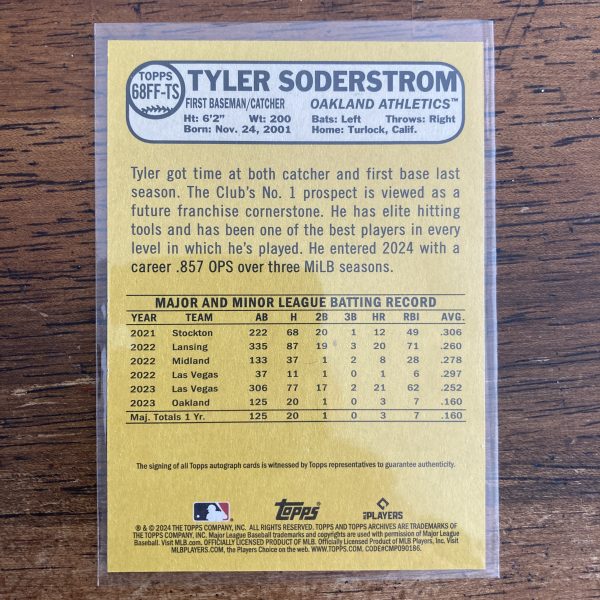 TOPPS
68FF-TS
TYLER SODERSTROM
FIRST BASEMAN/CATCHER OAKLAND ATHLETICS™
Ht: 6'2" Wt: 200 Bats: Left Throws: Right
Born: Nov. 24, 2001 Home: Turlock, Calif.
Tyler got time at both catcher and first base last
season. The Club's No. 1 prospect is viewed as a
future franchise cornerstone. He has elite hitting
tools and has been one of the best players in every
level in which he's played. He entered 2024 with a
career .857 OPS over three MiLB seasons.
MAJOR AND MINOR LEAGUE BATTING RECORD
YEAR TEAM AB H 2B 3B HR RBI AVG.
2021 Stockton 222 68 20 1 12 49 .306
2022 Lansing 335 87 19 3 20 71 .260
2022 Midland 133 37 1 2 8 28 .278
2022 Las Vegas 37 11 1 0 1 6 .297
2023 Las Vegas 306 77 17 2 21 62 .252
2023 Oakland 125 20 1 0 3 7 .160
Maj. Totals 1 Yr. 125 20 1 0 3 7 .160
The signing of all Topps autograph cards is witnessed by Topps representatives to guarantee authenticity.
TOPPS
PLAYERS
® & © 2024 THE TOPPS COMPANY, INC. ALL RIGHTS RESERVED. TOPPS AND TOPPS ARCHIVES ARE TRADEMARKS OF
THE TOPPS COMPANY, INC. Major League Baseball trademarks and copyrights are used with permission of Major League
Baseball. Visit MLB.com. OFFICIALLY LICENSED PRODUCT OF MLB Players, Inc. Visit
MLBPLAYERS.COM, the Players Choice on the web. WWW.TOPPS.COM. CODE#CMP090186.